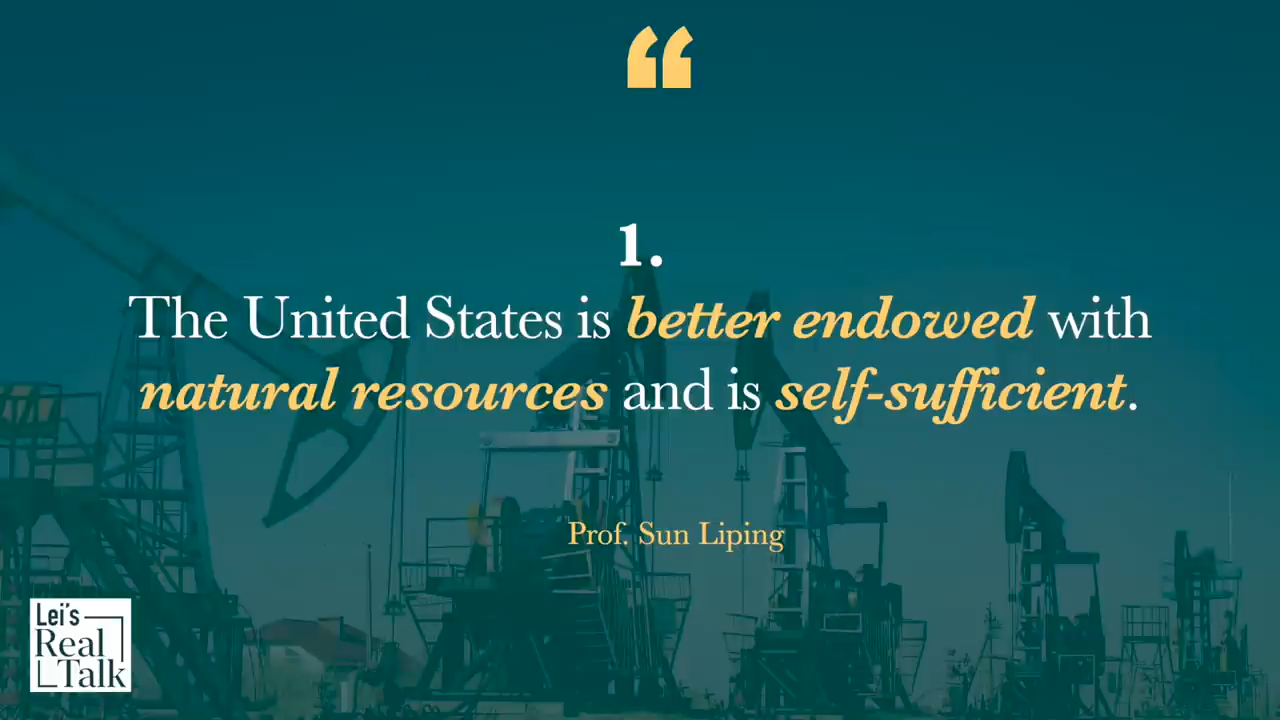 “
1.
The United States is better endowed with
natural resources and is self-sufficient.
Prof. Sun Liping
Lei's
Real
Talk